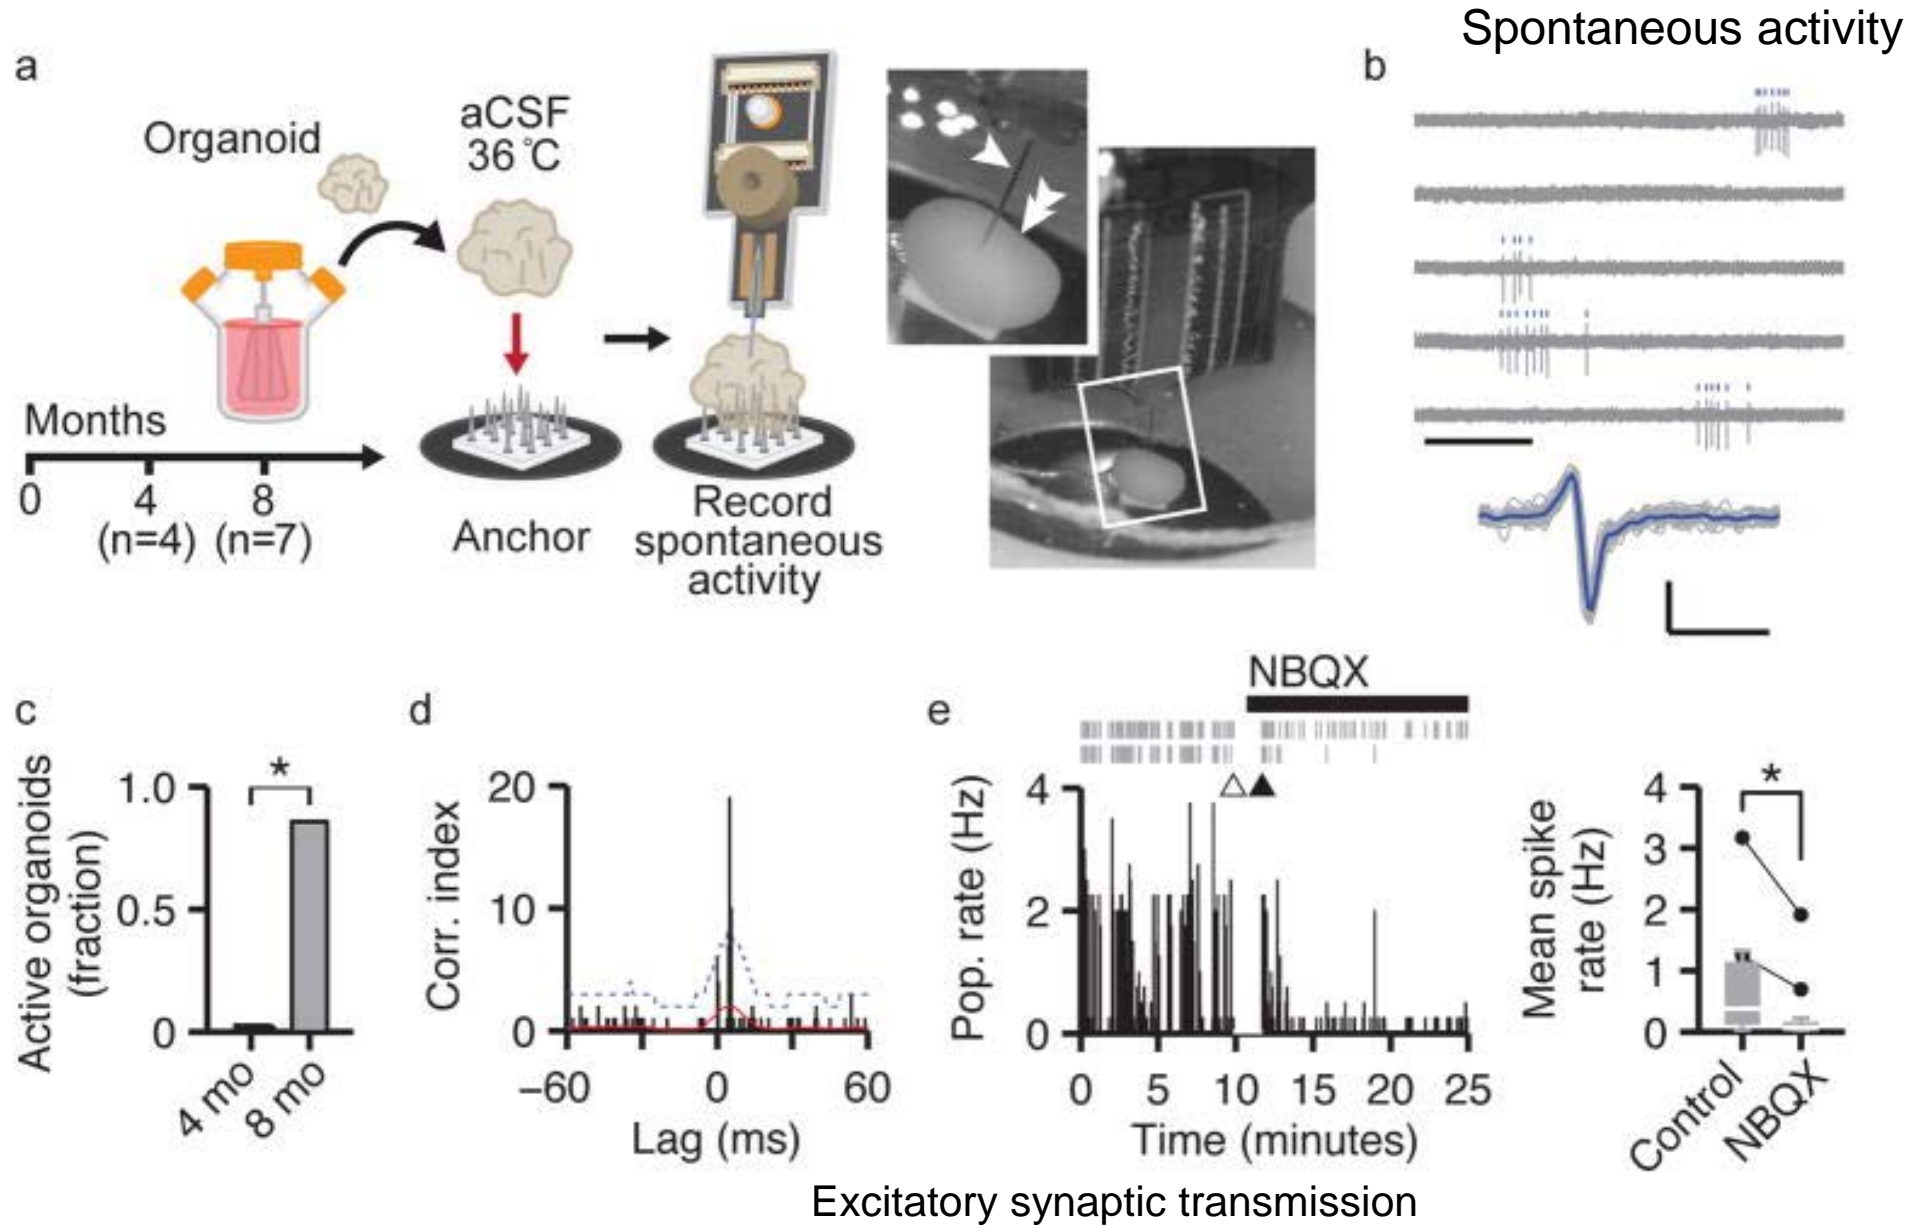 Spontaneous activity
a
Organoid
aCSF
36 °C
Months
0 4 8
(n=4) (n=7)
Anchor
Record
spontaneous
activity
b
c
Active organoids
(fraction)
1.0
0.5
0
*
4 mo
8 mo
d
Corr. index
20
10
0
−60 0 60
Lag (ms)
e
NBQX
Pop. rate (Hz)
4
2
0
0 5 10 15 20 25
Time (minutes)
Mean spike
rate (Hz)
4
3
2
1
0
*
Control
NBQX
Excitatory synaptic transmission